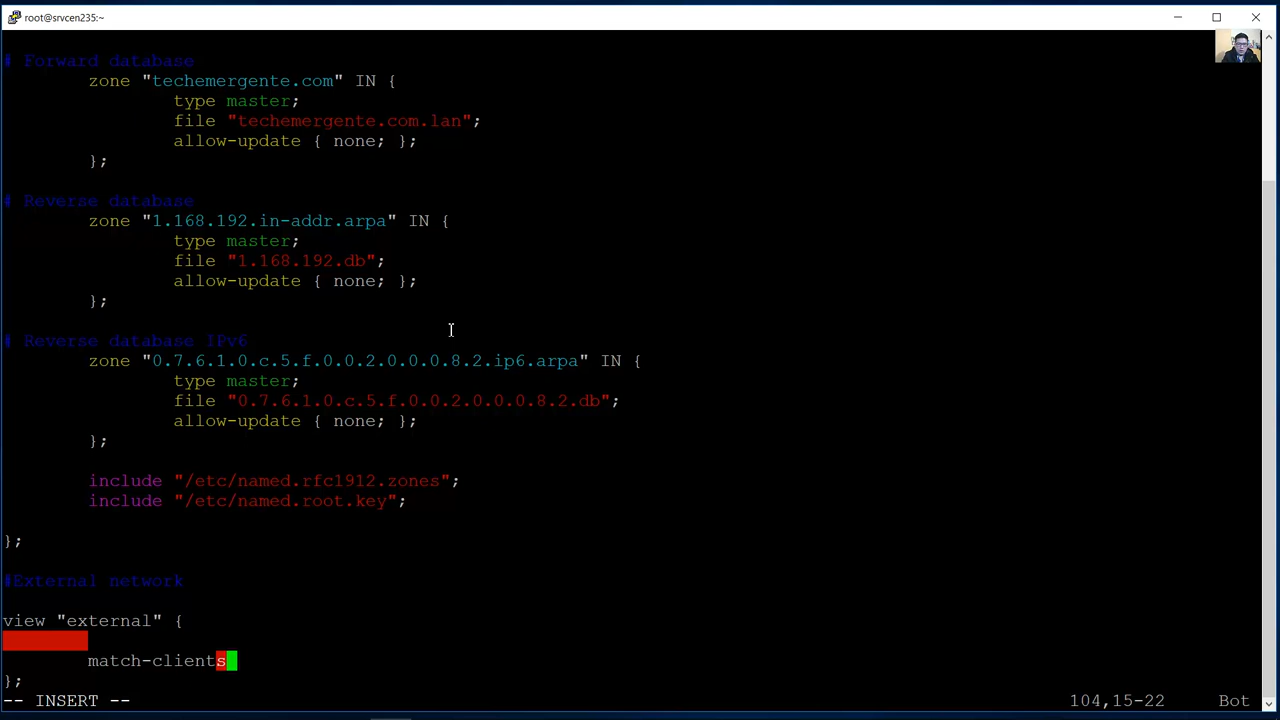 root@srvcen235:~
# Forward database
zone "techemergente.com" IN {
type master;
file "techemergente.com.lan";
allow-update { none; };
};
# Reverse database
zone "1.168.192.in-addr.arpa" IN {
type master;
file "1.168.192.db";
allow-update { none; };
};
# Reverse database IPv6
zone "0.7.6.1.0.c.5.f.0.0.2.0.0.0.8.2.ip6.arpa" IN {
type master;
file "0.7.6.1.0.c.5.f.0.0.2.0.0.0.8.2.db";
allow-update { none; };
};
include "/etc/named.rfc1912.zones";
include "/etc/named.root.key";
};
#External network
view "external" {
match-clients
};
-- INSERT -- 104,15-22 Bot